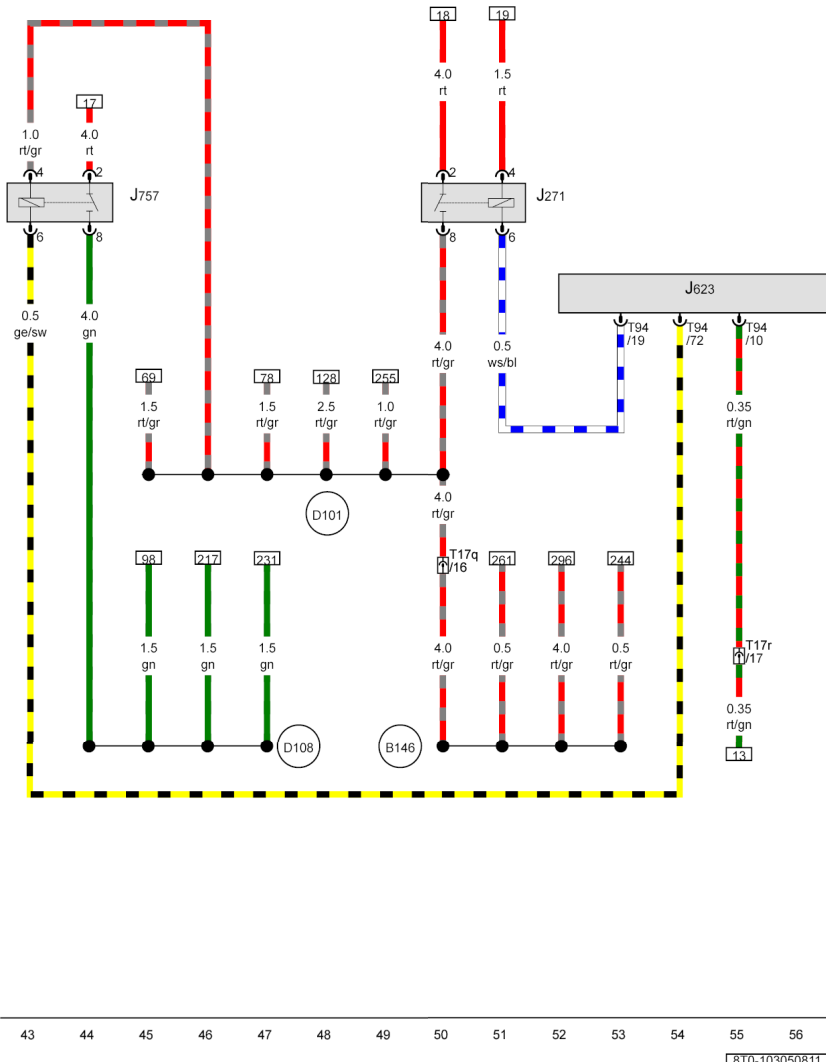 18 19
17
4.0 1.5
rt rt
1.0 4.0
rt/gr rt
4 2 J757
2 4 J271
6 8
8 6
J623
0.5 4.0
ge/sw gn
T94 T94 T94
/19 /72 /10
4.0 0.5
rt/gr ws/bl
69 78 128 255
1.5 1.5 2.5 1.0
rt/gr rt/gr rt/gr rt/gr
0.35
rt/gn
4.0
rt/gr
D101
T17q
/16
98 217 231
261 296 244
1.5 1.5 1.5
gn gn gn
4.0 0.5 4.0 0.5
rt/gr rt/gr rt/gr rt/gr
T17r
/17
0.35
rt/gn
D108 B146
13
43 44 45 46 47 48 49 50 51 52 53 54 55 56
8T0-103050811